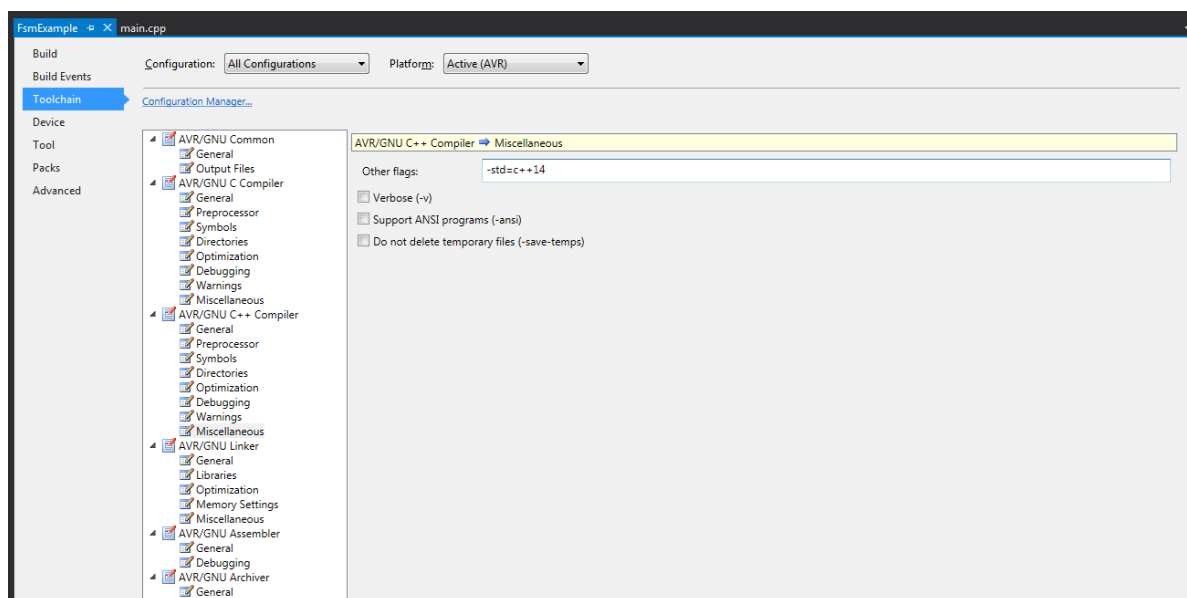 FsmExample main.cpp
Build
Build Events
Toolchain
Device
Tool
Packs
Advanced
Configuration: All Configurations Platform: Active (AVR)
Configuration Manager...
AVR/GNU Common
General
Output Files
AVR/GNU C Compiler
General
Preprocessor
Symbols
Directories
Optimization
Debugging
Warnings
Miscellaneous
AVR/GNU C++ Compiler
General
Preprocessor
Symbols
Directories
Optimization
Debugging
Warnings
Miscellaneous
AVR/GNU Linker
General
Libraries
Optimization
Memory Settings
Miscellaneous
AVR/GNU Assembler
General
Debugging
AVR/GNU Archiver
General
AVR/GNU C++ Compiler Miscellaneous
Other flags: -std=c++14
Verbose (-v)
Support ANSI programs (-ansi)
Do not delete temporary files (-save-temps)